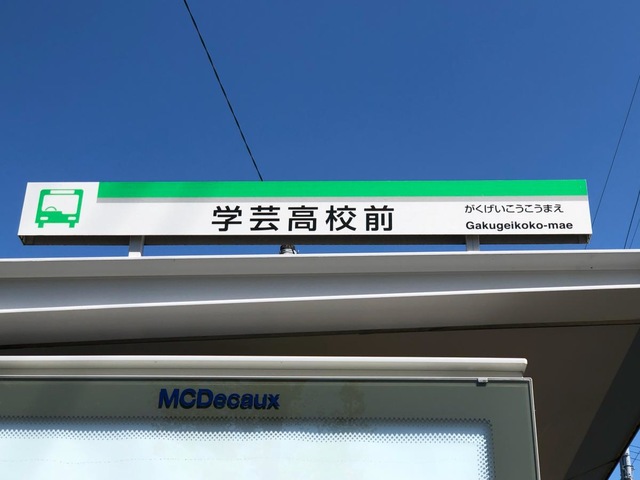 学芸高校前
がくげいこうこうまえ
Gakugeikoko-mae
MCDecaux